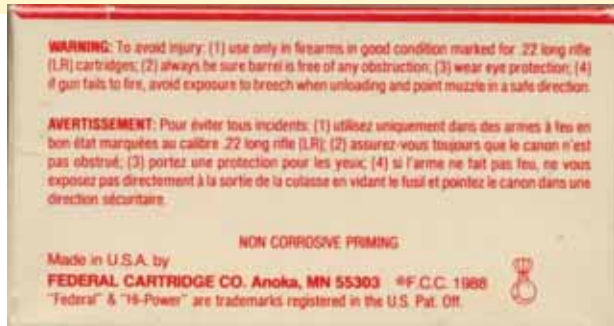 WARNING: To avoid injury: (1) use only in firearms in good condition marked for .22 long rifle
(LR) cartridges; (2) always be sure barrel is free of any obstruction; (3) wear eye protection; (4)
if gun fails to fire, avoid exposure to breech when unloading and point muzzle in a safe direction.
AVERTISSEMENT: Pour éviter tous incidents: (1) utilisez uniquement dans des armes à feu en
bon état marquées au calibre .22 long rifle (LR); (2) assurez-vous toujours que le canon n'est
pas obstrué; (3) portez une protection pour les yeux; (4) si l'arme ne fait pas feu, ne vous
exposez pas directement à la sortie de la culasse en vidant le fusil et pointez le canon dans une
direction sécuritaire.
NON CORROSIVE PRIMING
Made in U.S.A. by
FEDERAL CARTRIDGE CO. Anoka, MN 55303 ©F.C.C. 1988
"Federal" & "Hi-Power" are trademarks registered in the U.S. Pat. Off.